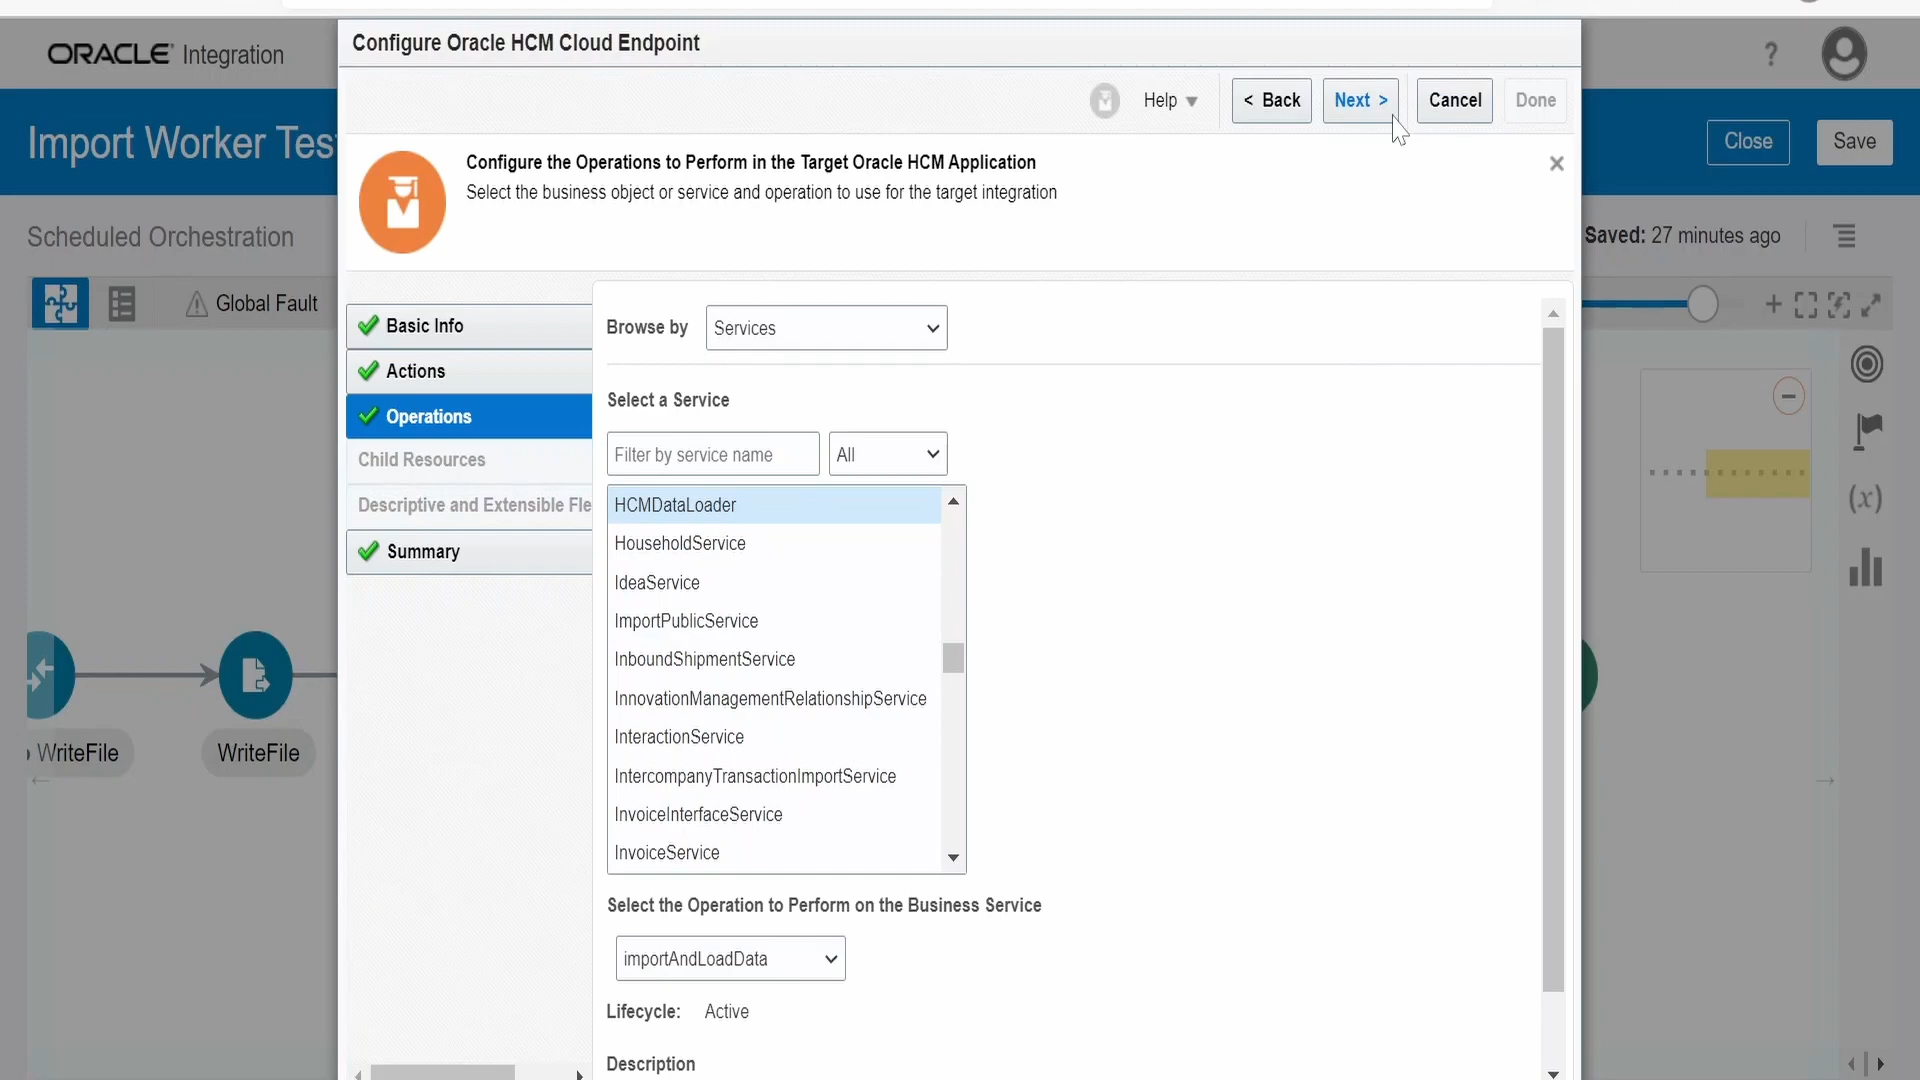 Configure Oracle HCM Cloud Endpoint
ORACLE Integration
Help
< Back
Next >
Cancel
Done
Import Worker Tes
Close
Save
Configure the Operations to Perform in the Target Oracle HCM Application
Select the business object or service and operation to use for the target integration
Scheduled Orchestration
Saved: 27 minutes ago
Global Fault
Basic Info
Actions
Operations
Child Resources
Descriptive and Extensible Fle
Summary
Browse by
Services
Select a Service
Filter by service name
All
HCMDataLoader
HouseholdService
IdeaService
ImportPublicService
InboundShipmentService
InnovationManagementRelationshipService
InteractionService
IntercompanyTransactionImportService
InvoiceInterfaceService
InvoiceService
WriteFile
WriteFile
(x)
Select the Operation to Perform on the Business Service
importAndLoadData
Lifecycle: Active
Description